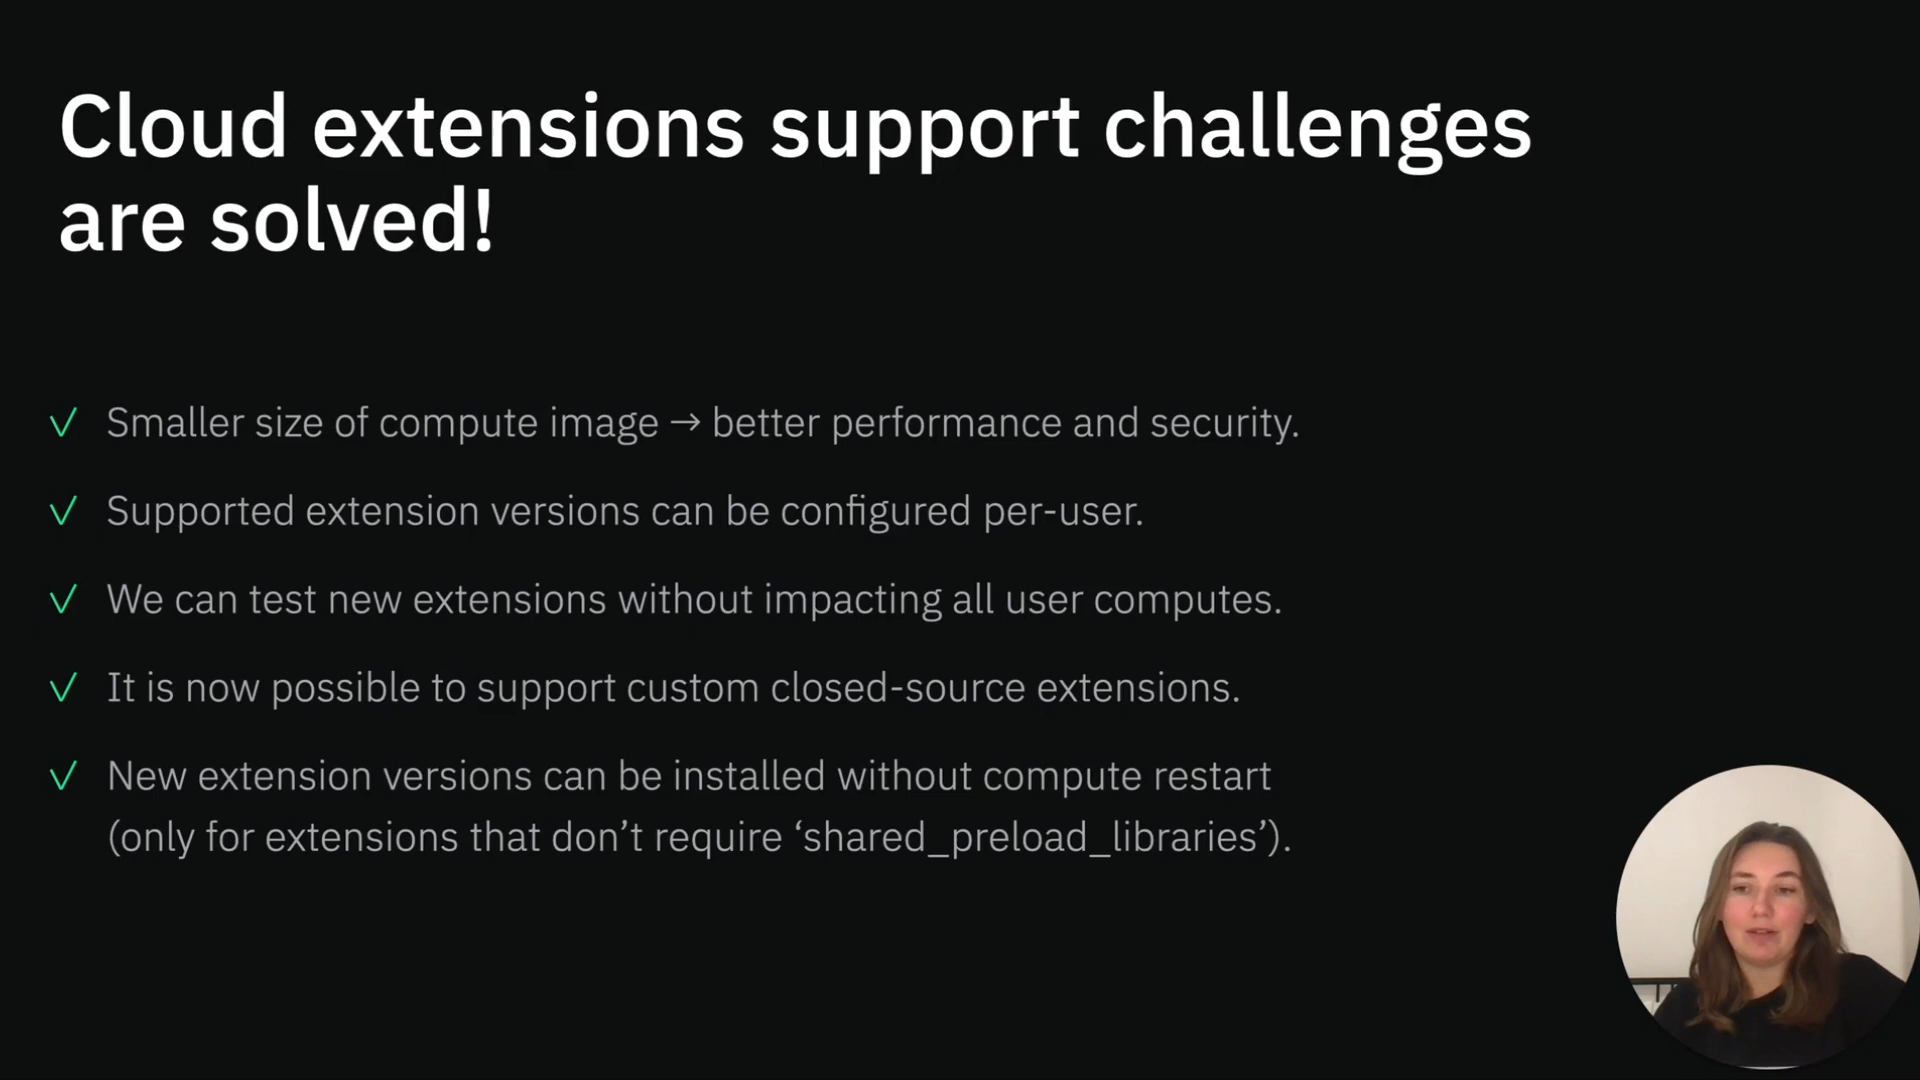 Cloud extensions support challenges
are solved!
✓ Smaller size of compute image → better performance and security.
✓ Supported extension versions can be configured per-user.
✓ We can test new extensions without impacting all user computes.
✓ It is now possible to support custom closed-source extensions.
✓ New extension versions can be installed without compute restart
(only for extensions that don’t require ‘shared_preload_libraries’).